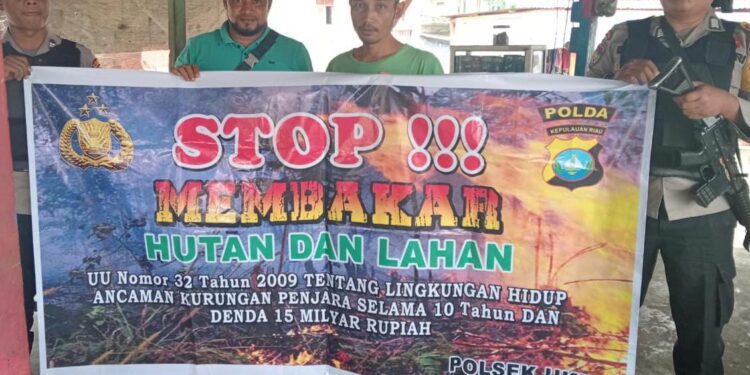 STOP !!!
POLDA
KEPULAUAN RIAU
MEMBAKAR
HUTAN DAN LAHAN
UU Nomor 32 Tahun 2009 TENTANG LINGKUNGAN HIDUP
ANCAMAN KURUNGAN PENJARA SELAMA 10 Tahun DAN
DENDA 15 MILYAR RUPIAH
POLSEK